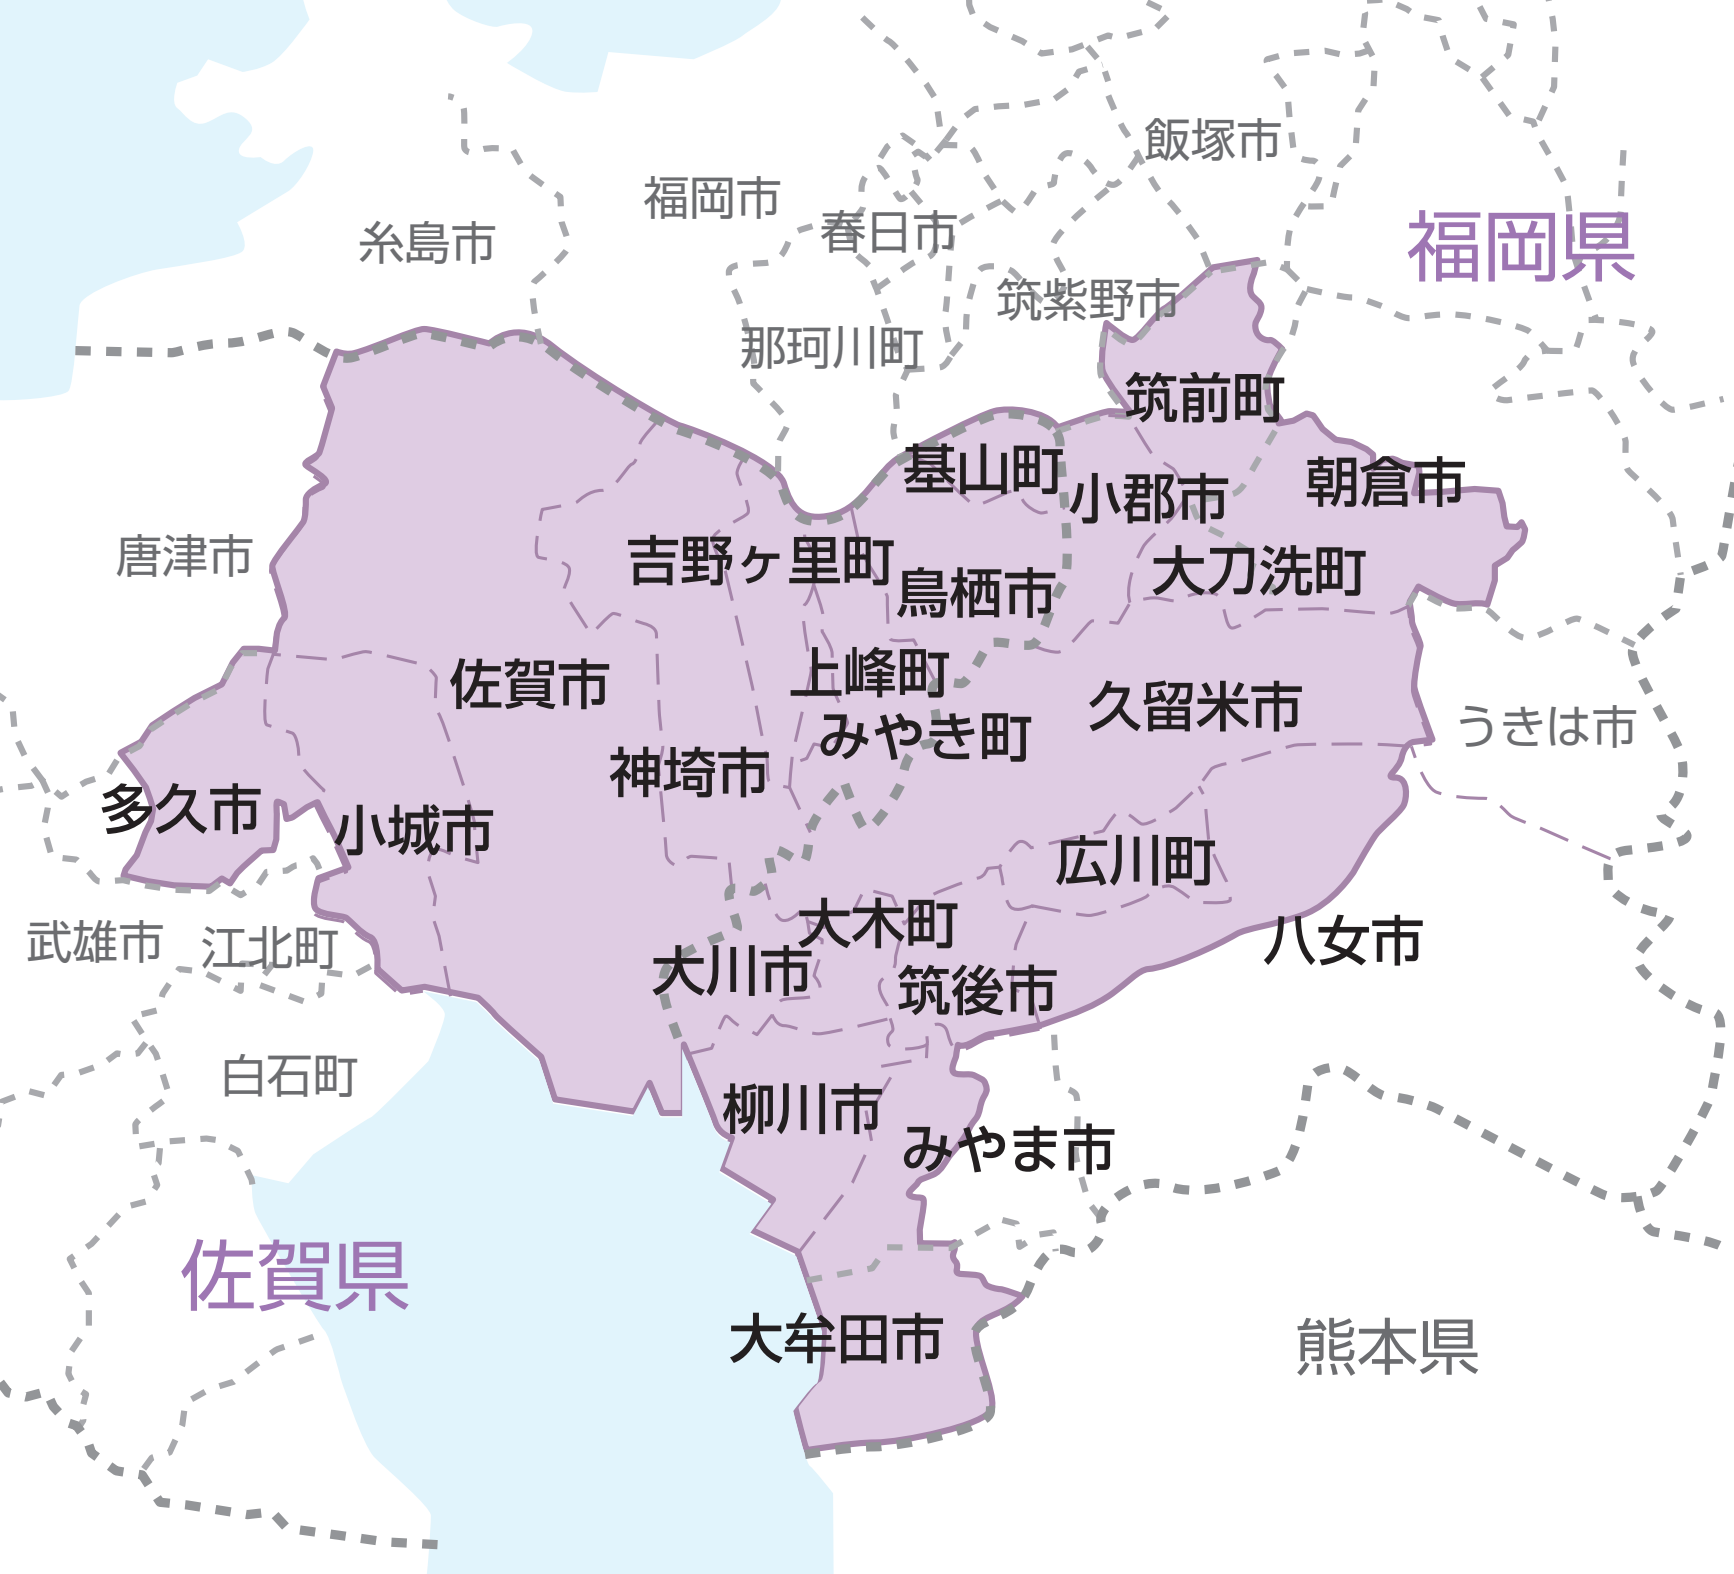 飯塚市
福岡市
春日市
糸島市
福岡県
筑紫野市
那珂川町
筑前町
基山町
小郡市
朝倉市
唐津市
吉野ヶ里町
鳥栖市
大刀洗町
佐賀市
上峰町
久留米市
みやき町
うきは市
神埼市
多久市
小城市
広川町
武雄市
江北町
大木町
八女市
大川市
筑後市
白石町
柳川市
みやま市
佐賀県
大牟田市
熊本県